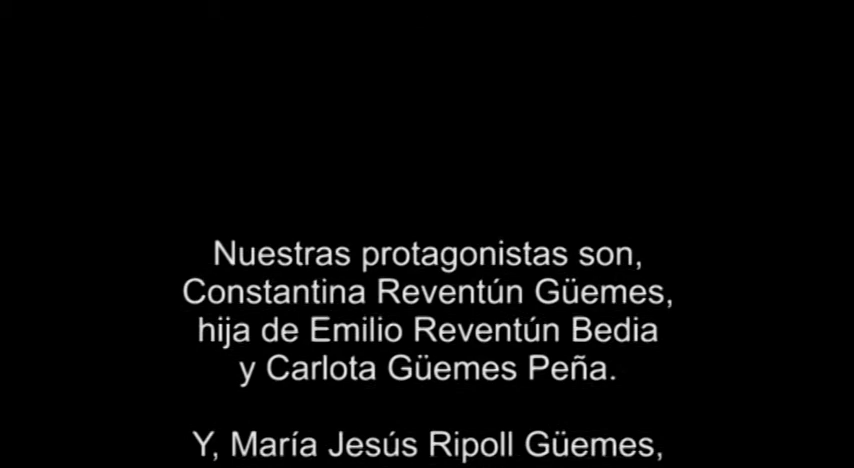 Nuestras protagonistas son,
Constantina Reventún Güemes,
hija de Emilio Reventún Bedia
y Carlota Güemes Peña.
Y, María Jesús Ripoll Güemes,